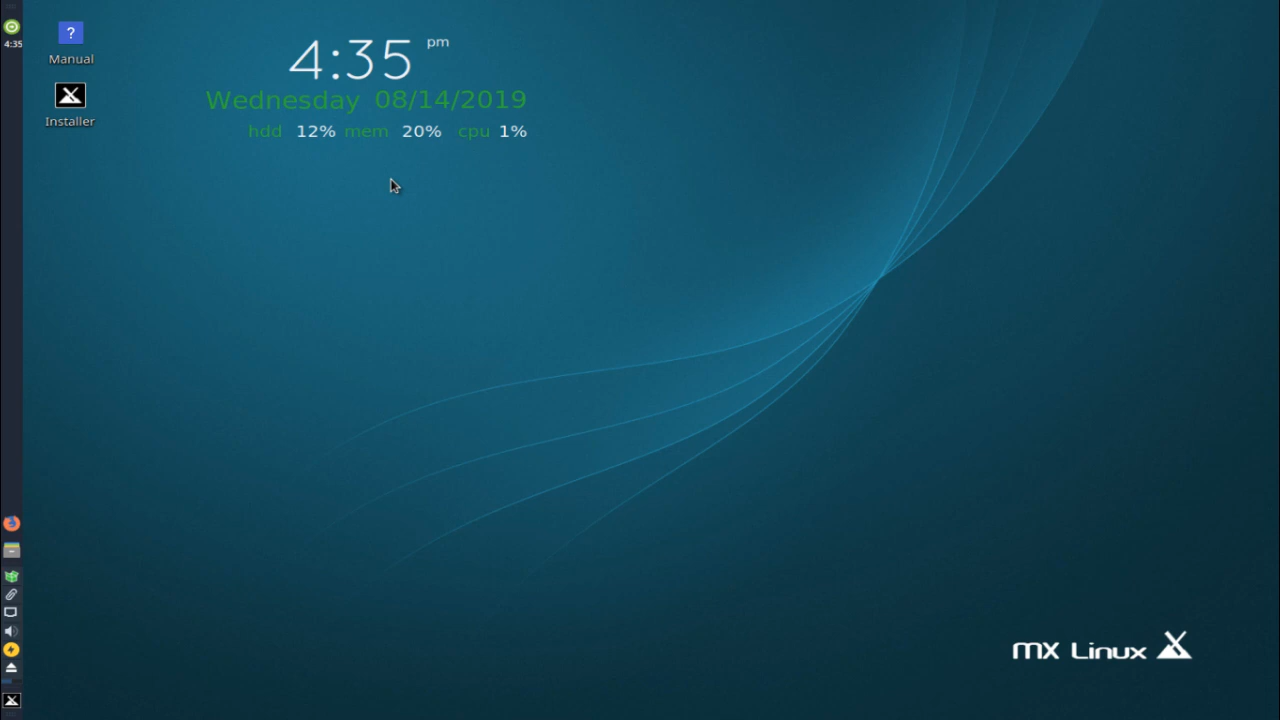 4:35
?
Manual
Installer
4:35 pm
Wednesday 08/14/2019
hdd 12% mem 20% cpu 1%
mx Linux